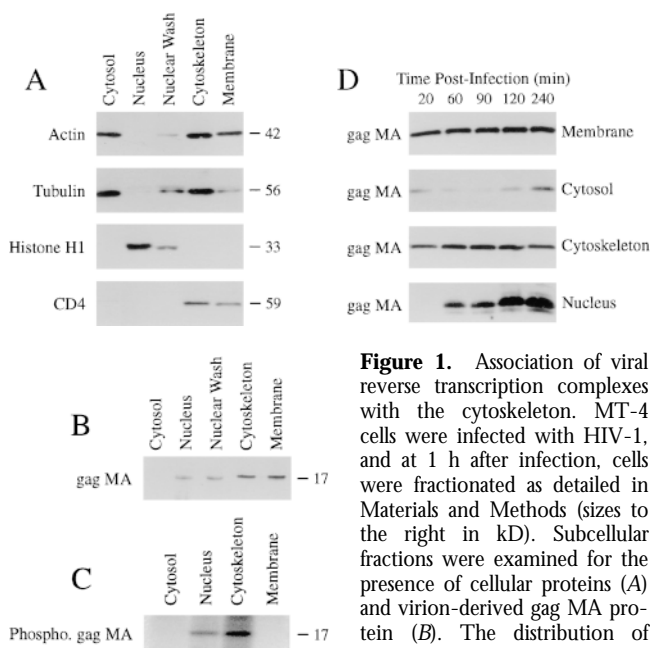 A
Cytosol
Nucleus
Nuclear Wash
Cytoskeleton
Membrane
Actin
– 42
Tubulin
– 56
Histone H1
– 33
CD4
– 59
B
Cytosol
Nucleus
Nuclear Wash
Cytoskeleton
Membrane
gag MA
– 17
C
Cytosol
Nucleus
Cytoskeleton
Membrane
Phospho. gag MA
– 17
D
Time Post-Infection (min)
20 60 90 120 240
gag MA Membrane
gag MA Cytosol
gag MA Cytoskeleton
gag MA Nucleus
Figure 1. Association of viral
reverse transcription complexes
with the cytoskeleton. MT-4
cells were infected with HIV-1,
and at 1 h after infection, cells
were fractionated as detailed in
Materials and Methods (sizes to
the right in kD). Subcellular
fractions were examined for the
presence of cellular proteins (A)
and virion-derived gag MA pro-
tein (B). The distribution of